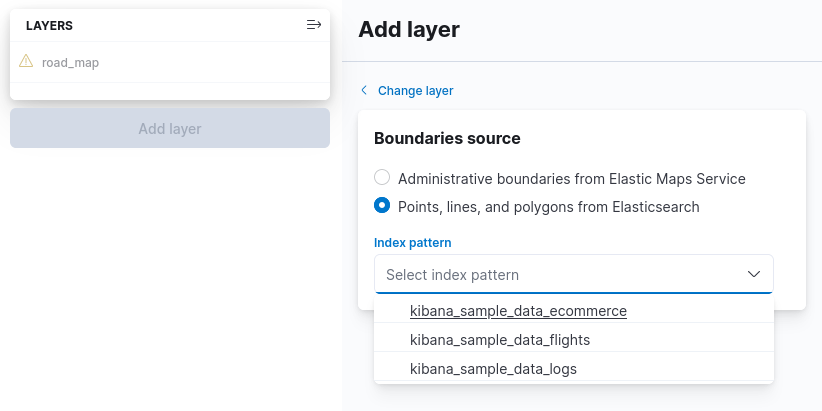 LAYERS
road_map
Add layer
Add layer
Change layer
Boundaries source
Administrative boundaries from Elastic Maps Service
Points, lines, and polygons from Elasticsearch
Index pattern
Select index pattern
kibana_sample_data_ecommerce
kibana_sample_data_flights
kibana_sample_data_logs